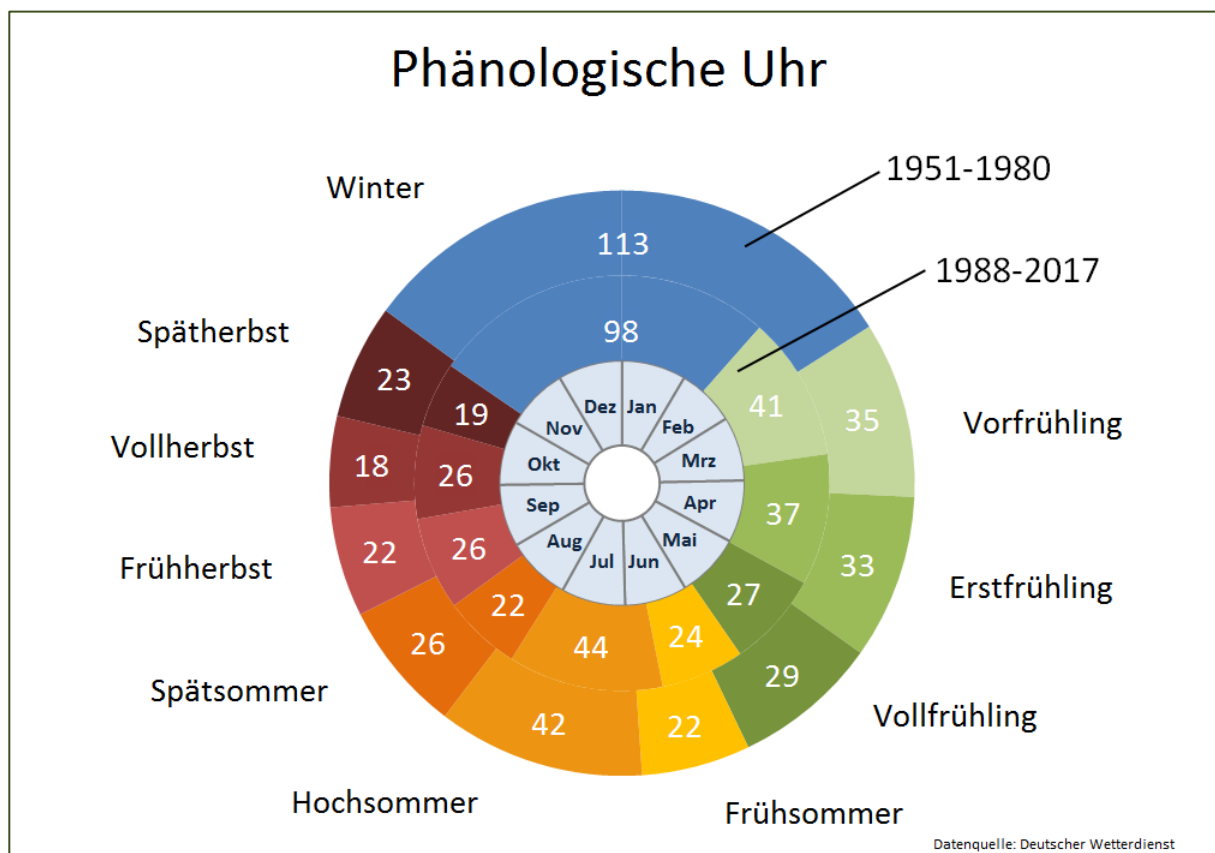 Phänologische Uhr
1951-1980
1988-2017
Winter
Spätherbst
Vollherbst
Frühherbst
Spätsommer
Hochsommer
Frühsommer
Vollfrühling
Erstfrühling
Vorfrühling
113
35
33
29
22
42
26
22
18
23
98
41
37
27
24
44
22
26
26
19
Jan
Feb
Mrz
Apr
Mai
Jun
Jul
Aug
Sep
Okt
Nov
Dez
Datenquelle: Deutscher Wetterdienst